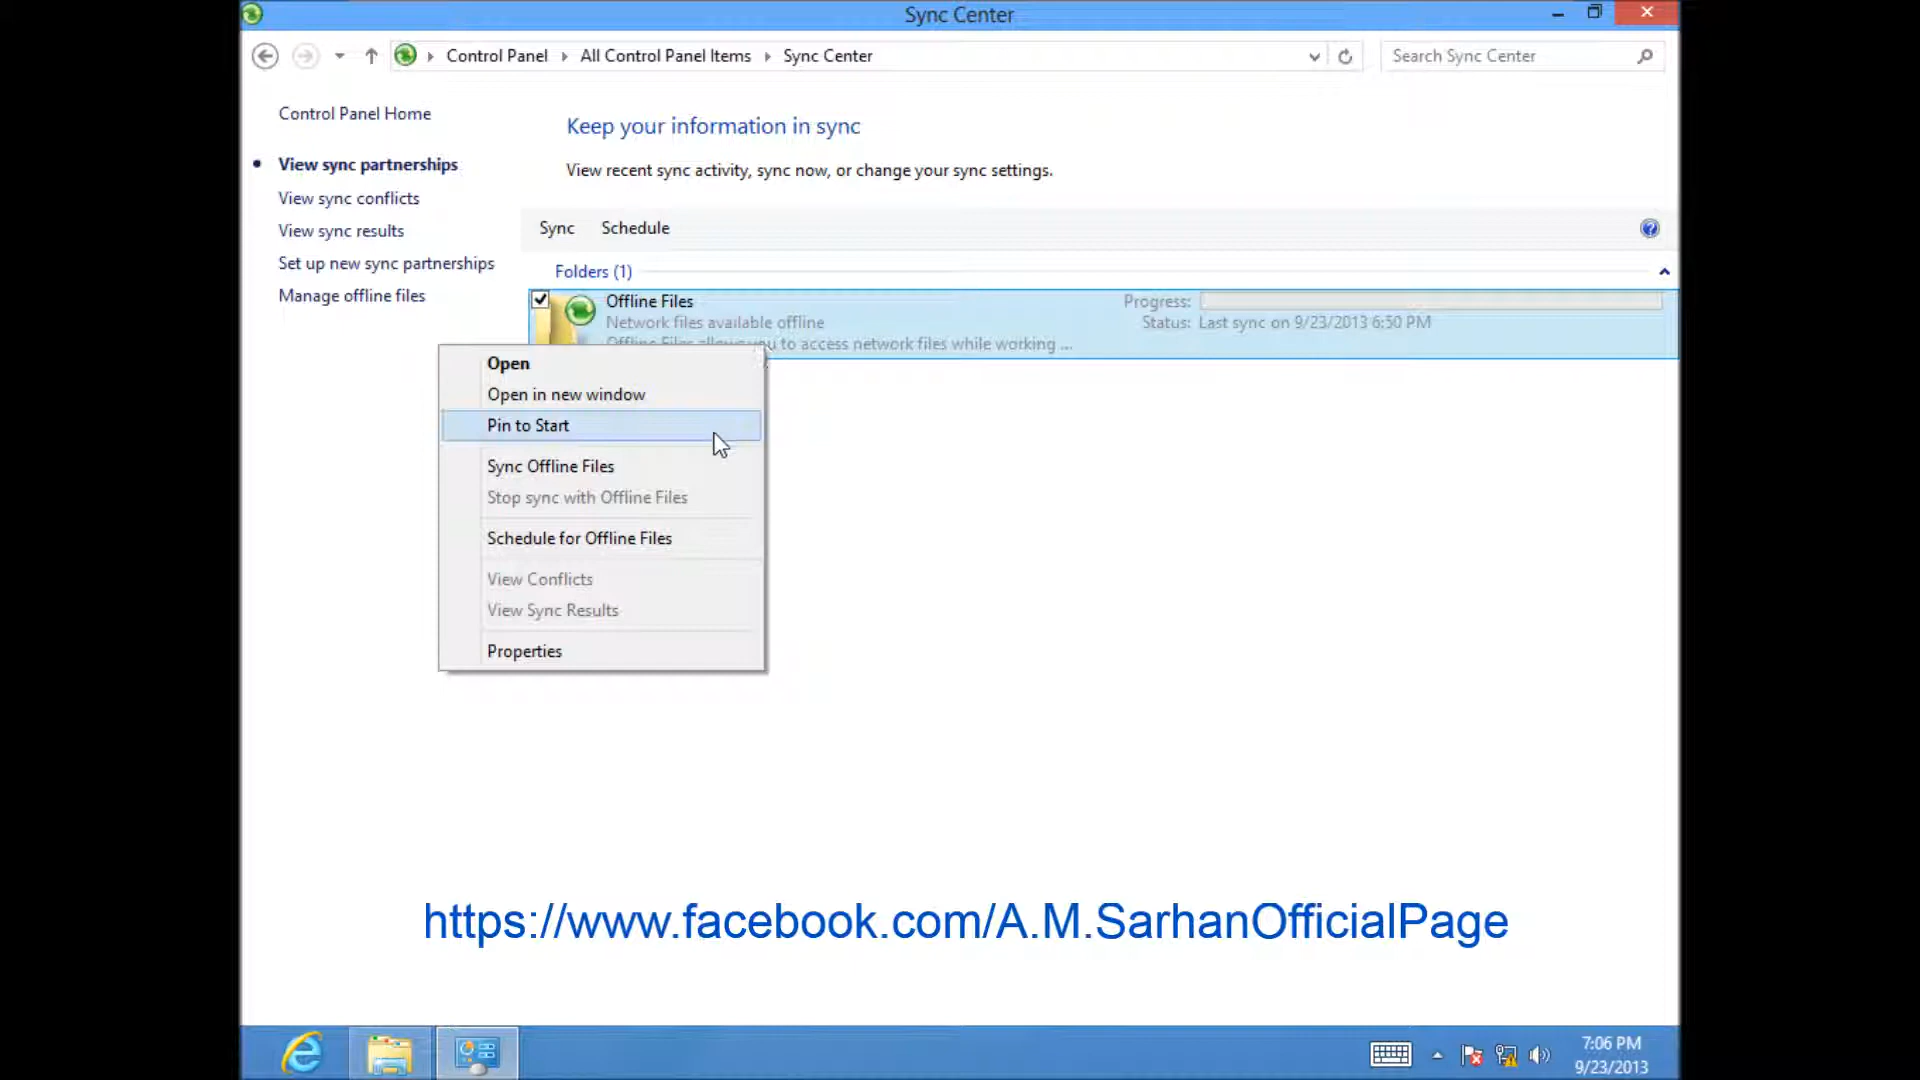 Sync Center
Control Panel All Control Panel Items Sync Center
Search Sync Center
Control Panel Home
View sync partnerships
View sync conflicts
View sync results
Set up new sync partnerships
Manage offline files
Keep your information in sync
View recent sync activity, sync now, or change your sync settings.
Sync Schedule
Folders (1)
Offline Files
Network files available offline
Offline Files allows you to access network files while working ...
Progress:
Status: Last sync on 9/23/2013 6:50 PM
Open
Open in new window
Pin to Start
Sync Offline Files
Stop sync with Offline Files
Schedule for Offline Files
View Conflicts
View Sync Results
Properties
https://www.facebook.com/A.M.SarhanOfficialPage
7:06 PM
9/23/2013